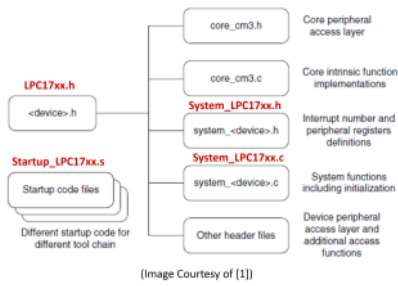 core_cm3.h
Core peripheral
access layer
LPC17xx.h
<device>.h
core_cm3.c
Core intrinsic function
implementations
System_LPC17xx.h
system_<device>.h
Interrupt number and
peripheral registers
definitions
Startup_LPC17xx.s
Startup code files
Different startup code for
different tool chain
System_LPC17xx.c
system_<device>.c
System functions
including initialization
Other header files
Device peripheral
access layer and
additional access
functions
(Image Courtesy of [1])